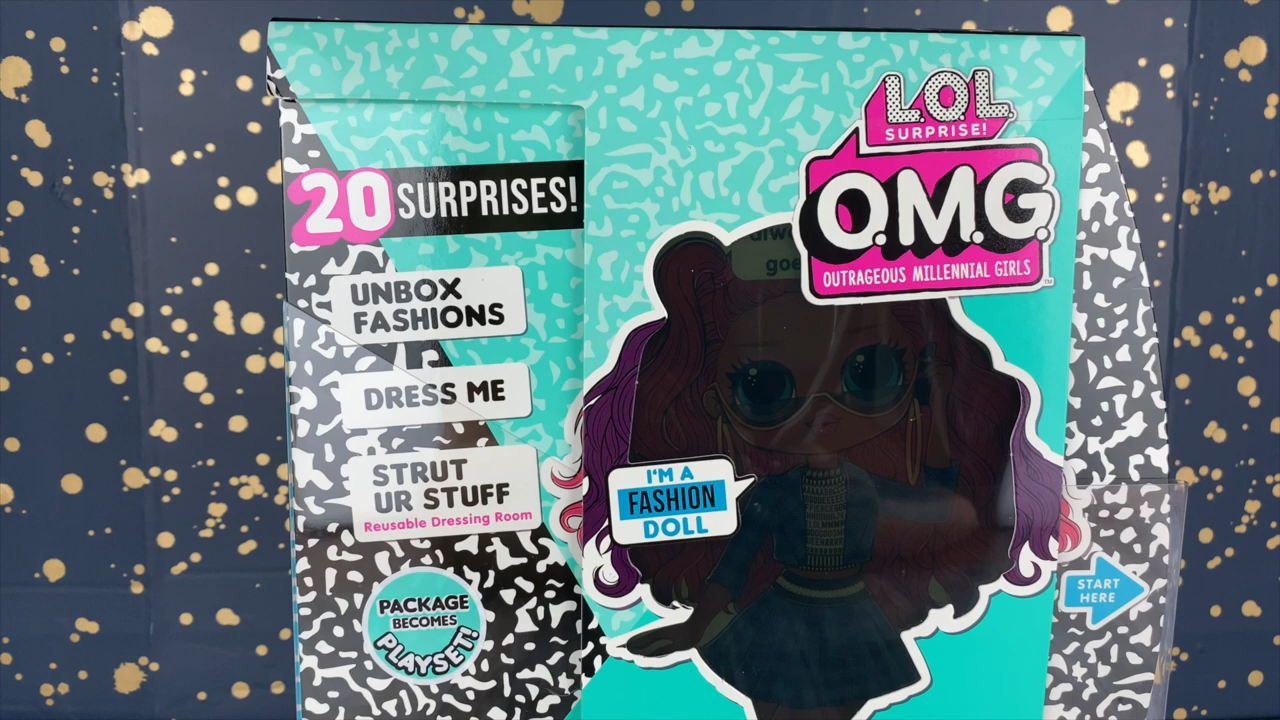 L.O.L.
SURPRISE!
O.M.G.
OUTRAGEOUS MILLENNIAL GIRLS
TM
20 SURPRISES!
UNBOX
FASHIONS
DRESS ME
STRUT
UR STUFF
Reusable Dressing Room
PACKAGE
BECOMES
PLAYSET!
I'M A
FASHION
DOLL
START
HERE